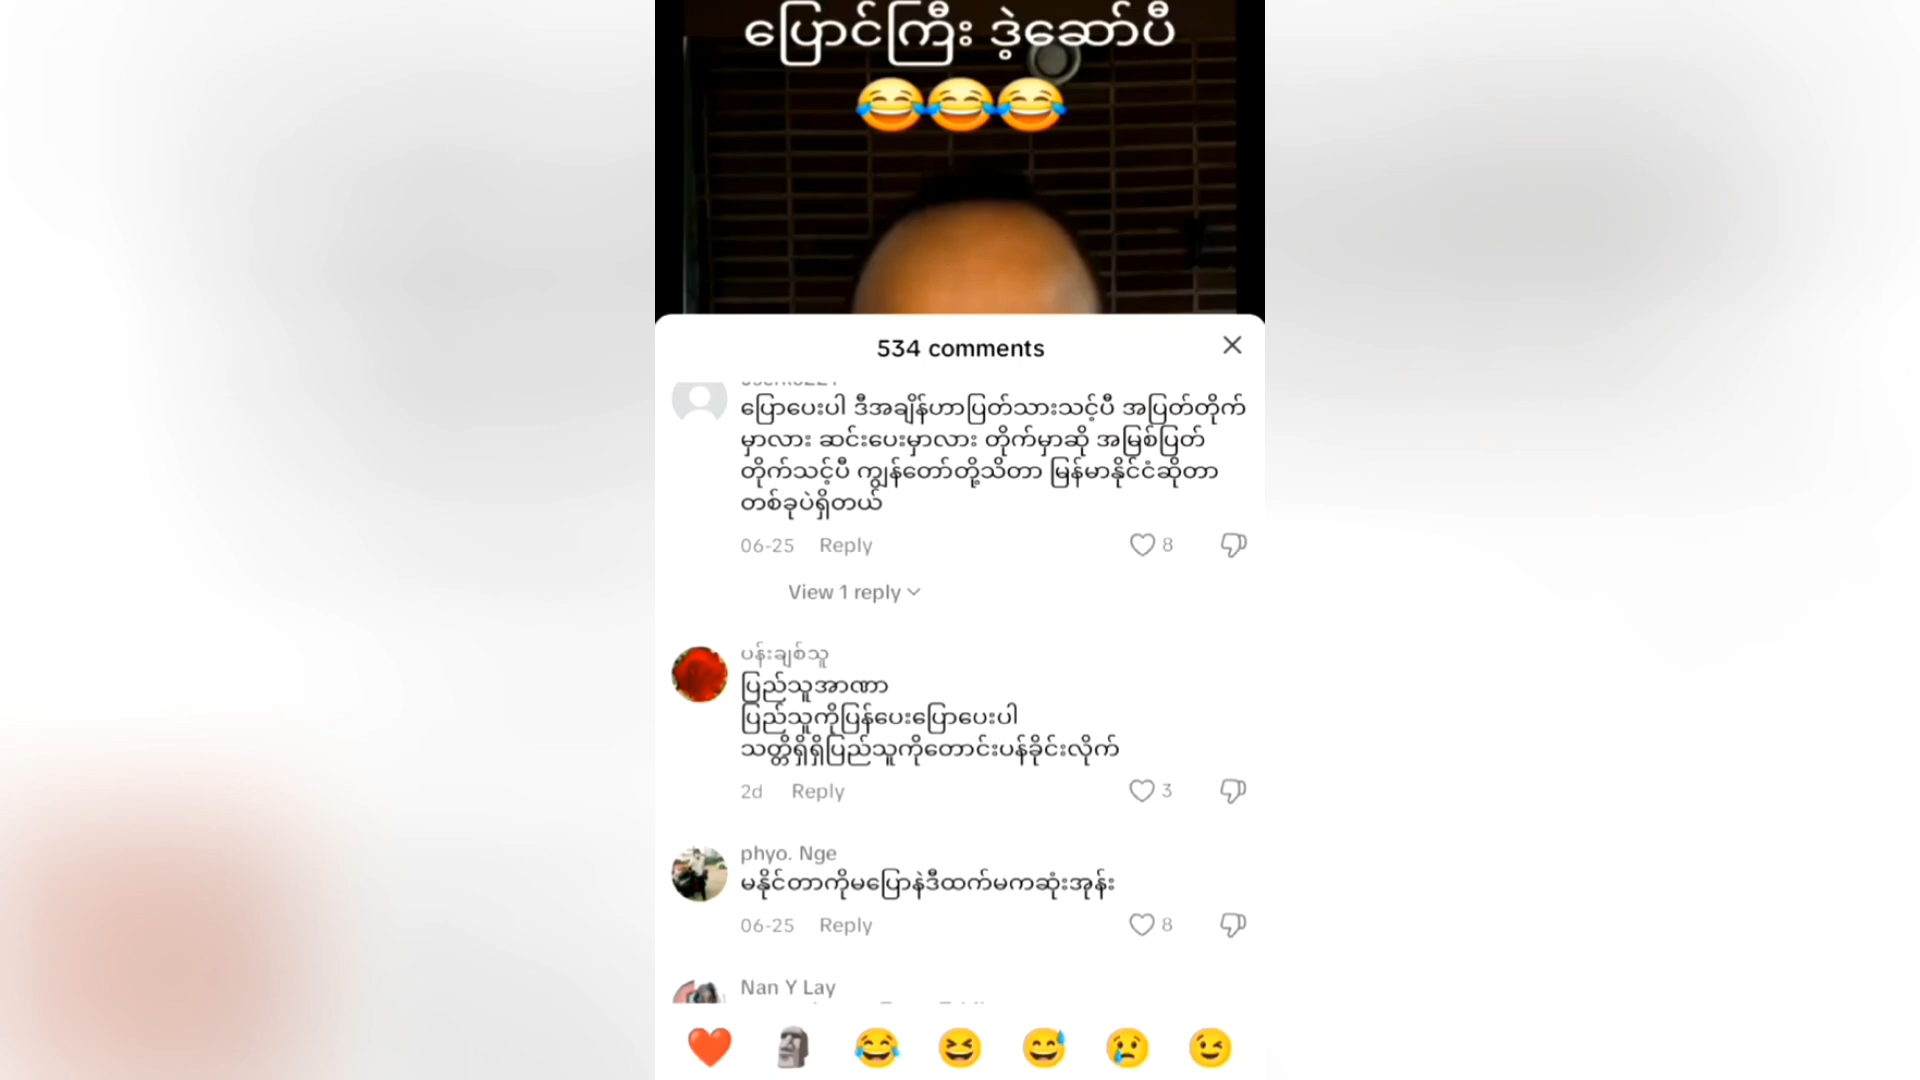 ပြောင်ကြီး ဒဲ့ဆော်ပီ
😂😂😂
534 comments
ပြောပေးပါ ဒီအချိန်ဟာပြတ်သားသင့်ပီ အပြတ်တိုက်
မှာလား ဆင်းပေးမှာလား တိုက်မှာဆို အမြစ်ပြတ်
တိုက်သင့်ပီ ကျွန်တော်တို့သိတာ မြန်မာနိုင်ငံဆိုတာ
တစ်ခုပဲရှိတယ်
06-25 Reply 8
View 1 reply
ပန်းချစ်သူ
ပြည်သူအာဏာ
ပြည်သူကိုပြန်ပေးပြောပေးပါ
သတ္တိရှိရှိပြည်သူကိုတောင်းပန်ခိုင်းလိုက်
2d Reply 3
phyo. Nge
မနိုင်တာကိုမပြောနဲ့ဒီထက်မကဆုံးအုန်း
06-25 Reply 8
Nan Y Lay